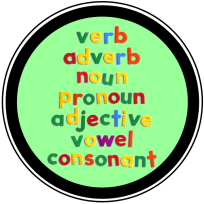 verb
adverb
noun
pronoun
adjective
vowel
consonant